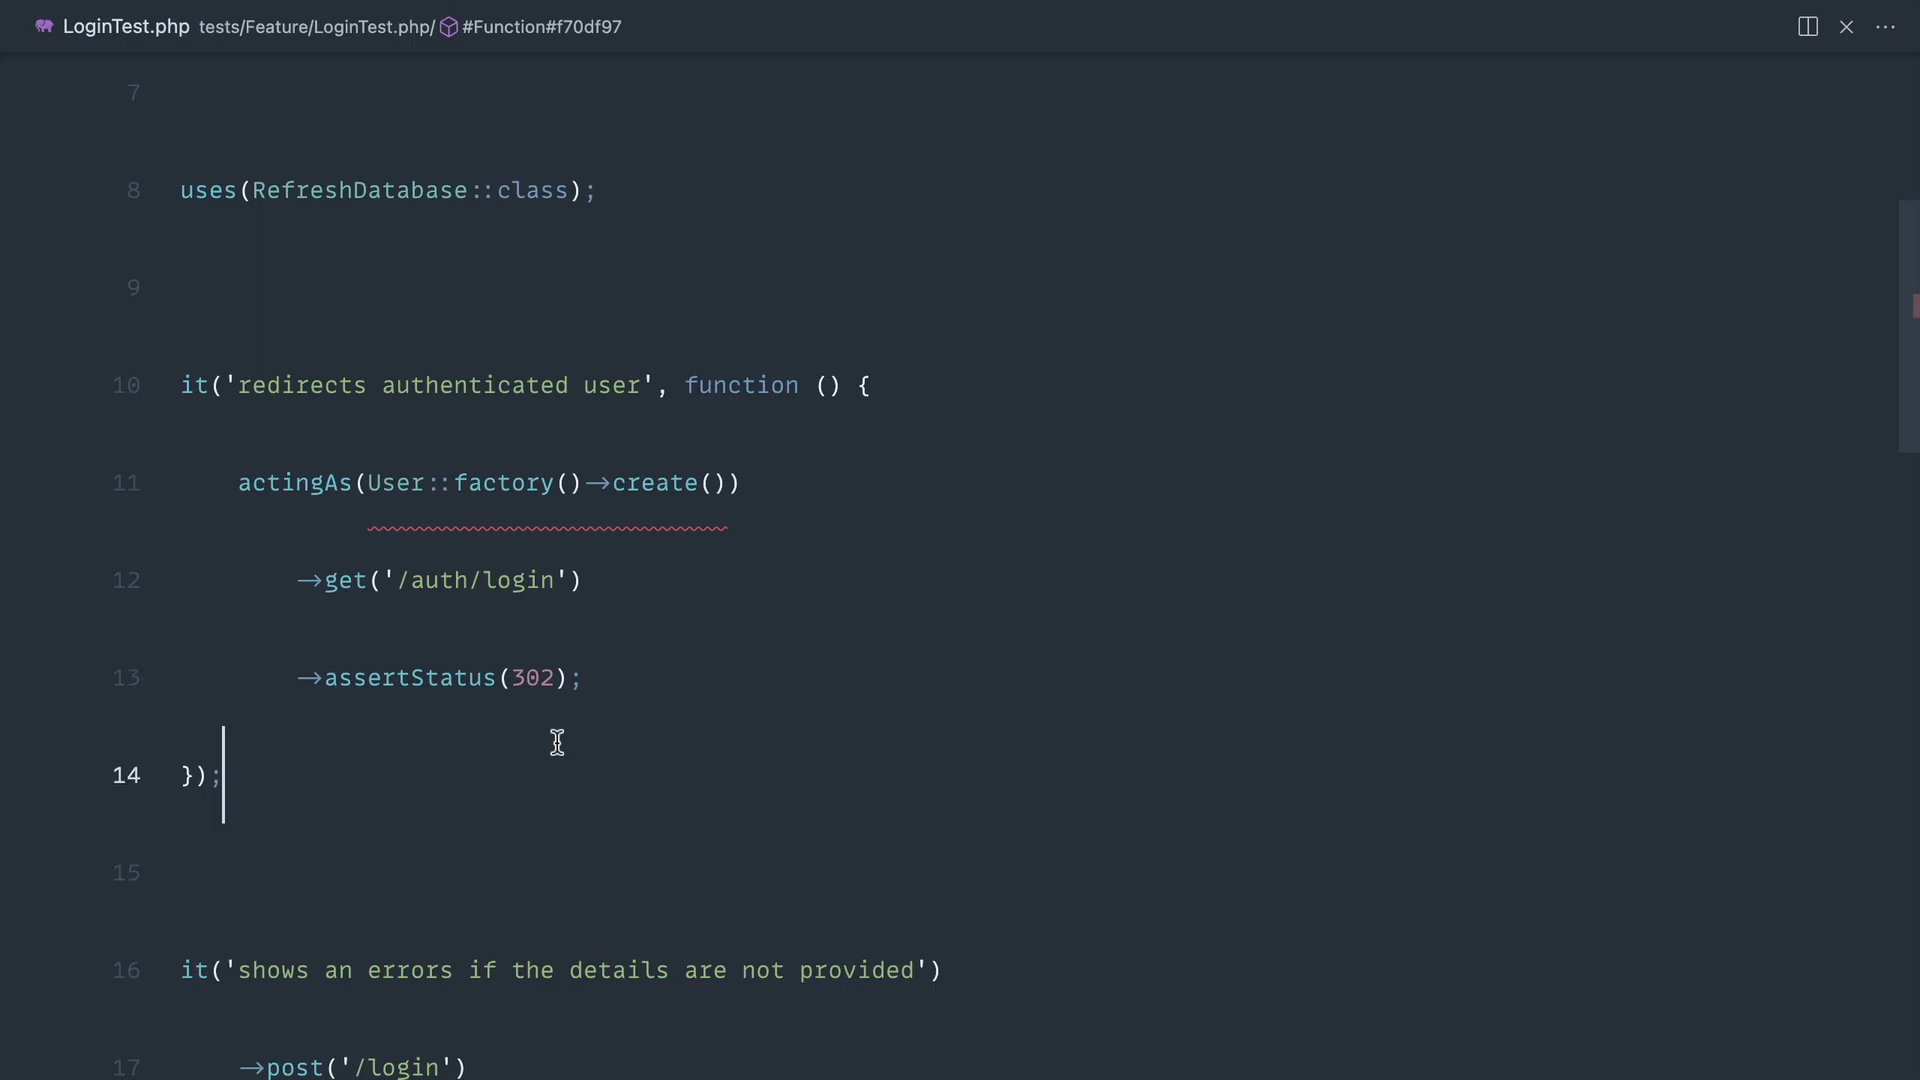 LoginTest.php tests/Feature/LoginTest.php/ #Function#f70df97
7
8 uses(RefreshDatabase::class);
9
10 it('redirects authenticated user', function () {
11 actingAs(User::factory()->create())
12 ->get('/auth/login')
13 ->assertStatus(302);
14 });
15
16 it('shows an errors if the details are not provided')
17 ->post('/login')